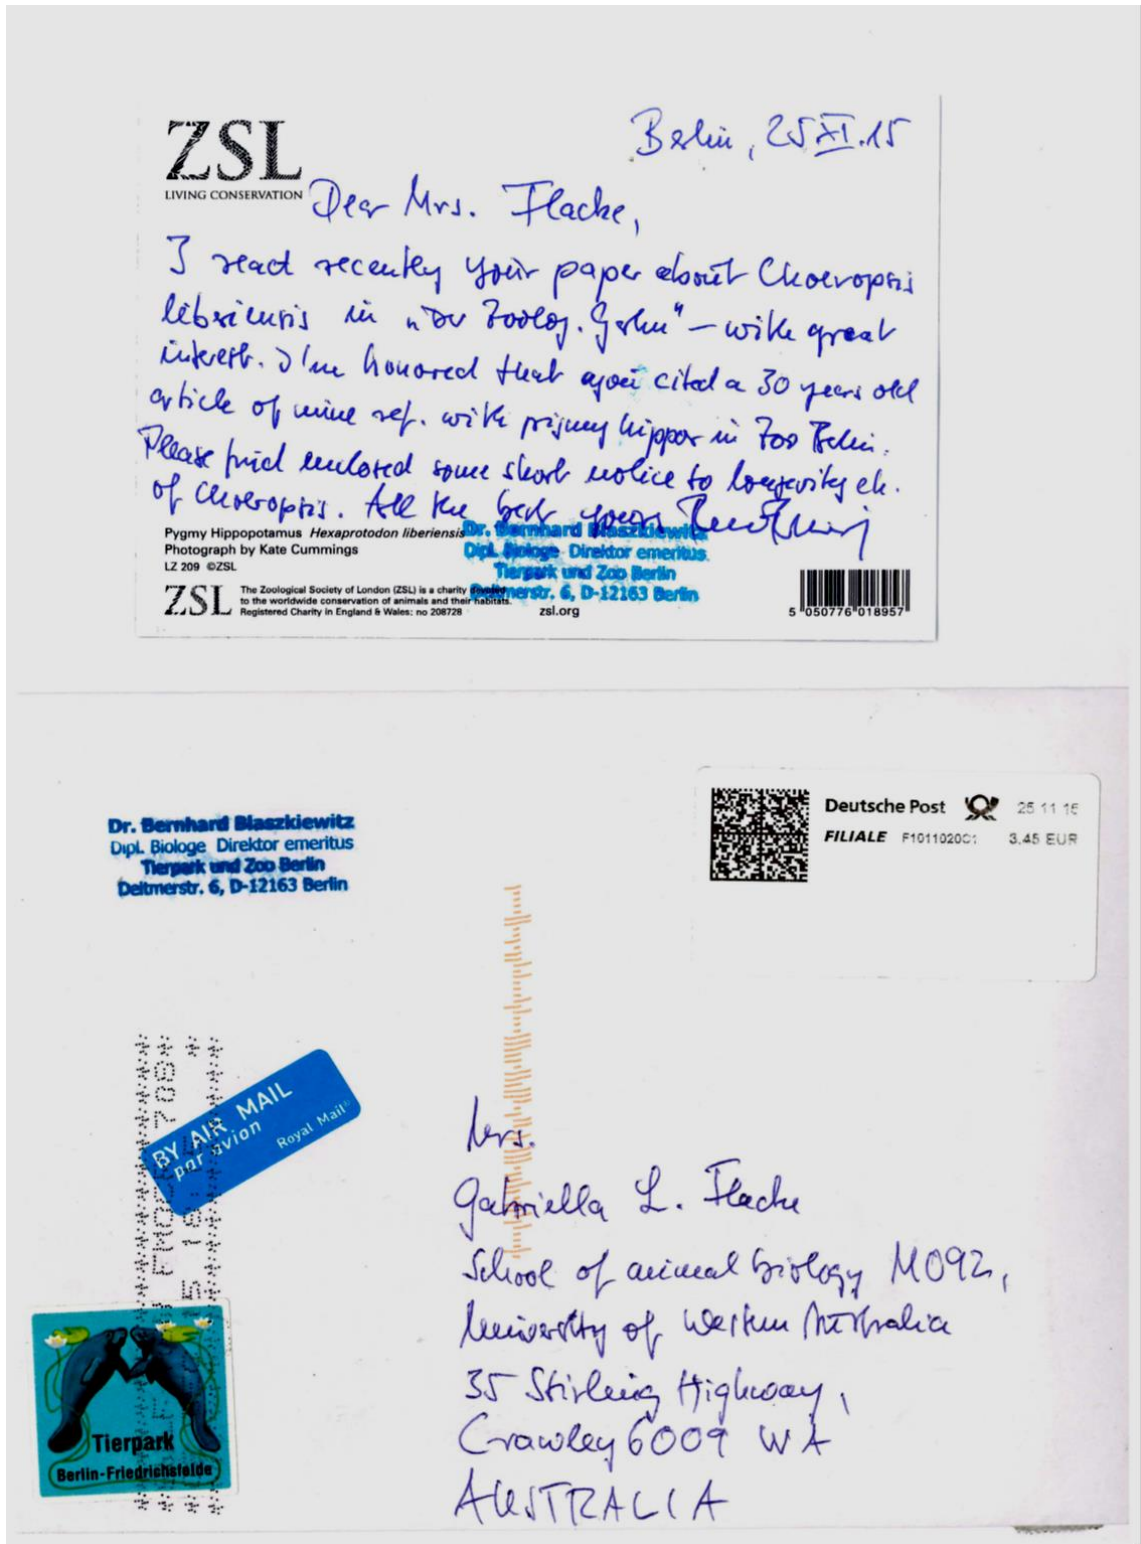 ZSL
LIVING CONSERVATION
Berlin, 25 XI. 15
Dear Mrs. Flacke,
I read recently your paper about Choeropsis
liberiensis in "Der Zoolog. Garten" – with great
interest. I'm honored that you cited a 30 years old
article of mine ref. with pigmy hippos in Zoo Berlin.
Please find enclosed some short notice to longevity etc.
of Choeropsis. All the best yours
Pygmy Hippopotamus Hexaprotodon liberiensis
Photograph by Kate Cummings
LZ 209 ©ZSL
Dr. Bernhard Blaszkiewitz
Dipl. Biologe Direktor emeritus
Tierpark und Zoo Berlin
Deitmerstr. 6, D-12163 Berlin
ZSL
The Zoological Society of London (ZSL) is a charity devoted
to the worldwide conservation of animals and their habitats.
Registered Charity in England & Wales: no 208728
zsl.org
5 050776 018957
Dr. Bernhard Blaszkiewitz
Dipl. Biologe Direktor emeritus
Tierpark und Zoo Berlin
Deitmerstr. 6, D-12163 Berlin
Deutsche Post 25 11 15
FILIALE 3,45 EUR
BY AIR MAIL
par avion
Royal Mail
Mrs.
Gabriella L. Flacke
School of animal biology M092,
University of Western Australia
35 Stirling Highway,
Crawley 6009 WA
AUSTRALIA
Tierpark
Berlin-Friedrichsfelde